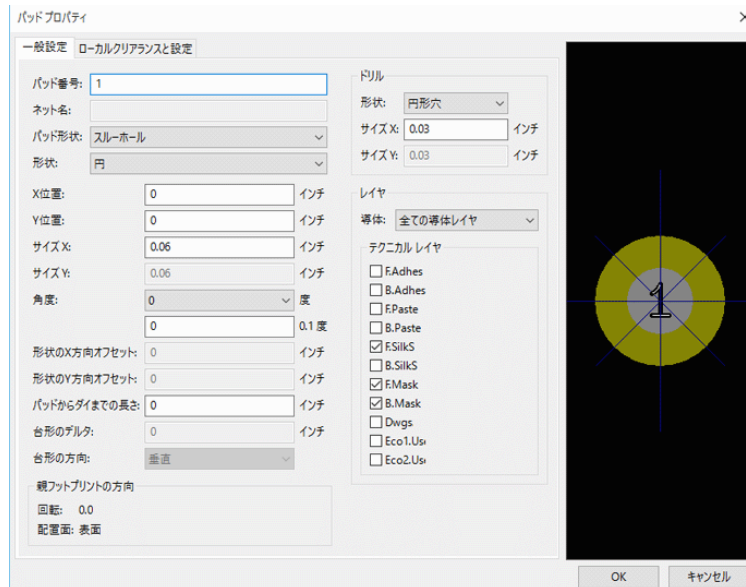 パッド プロパティ
一般設定 ローカルクリアランスと設定
パッド番号: 1
ネット名:
パッド形状: スルーホール
形状: 円
X位置: 0 インチ
Y位置: 0 インチ
サイズ X: 0.06 インチ
サイズ Y: 0.06 インチ
角度: 0 度
0 0.1 度
形状のX方向オフセット: 0 インチ
形状のY方向オフセット: 0 インチ
パッドからダイまでの長さ: 0 インチ
台形のデルタ: 0 インチ
台形の方向: 垂直
親フットプリントの方向
回転: 0.0
配置面: 表面
ドリル
形状: 円形穴
サイズ X: 0.03 インチ
サイズ Y: 0.03 インチ
レイヤ
導体: 全ての導体レイヤ
テクニカル レイヤ
F.Adhes
B.Adhes
F.Paste
B.Paste
F.SilkS
B.SilkS
F.Mask
B.Mask
Dwgs.
Eco1.Us
Eco2.Us
1
OK キャンセル